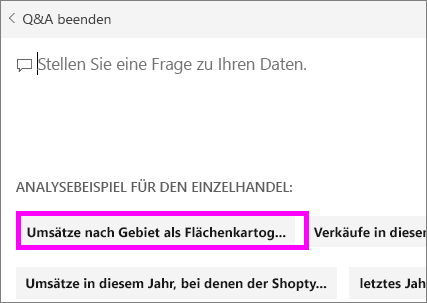 Q&A beenden
Stellen Sie eine Frage zu Ihren Daten.
ANALYSEBEISPIEL FÜR DEN EINZELHANDEL:
Umsätze nach Gebiet als Flächenkartog... Verkäufe in diesen
Umsätze in diesem Jahr, bei denen der Shopty... letztes Jah